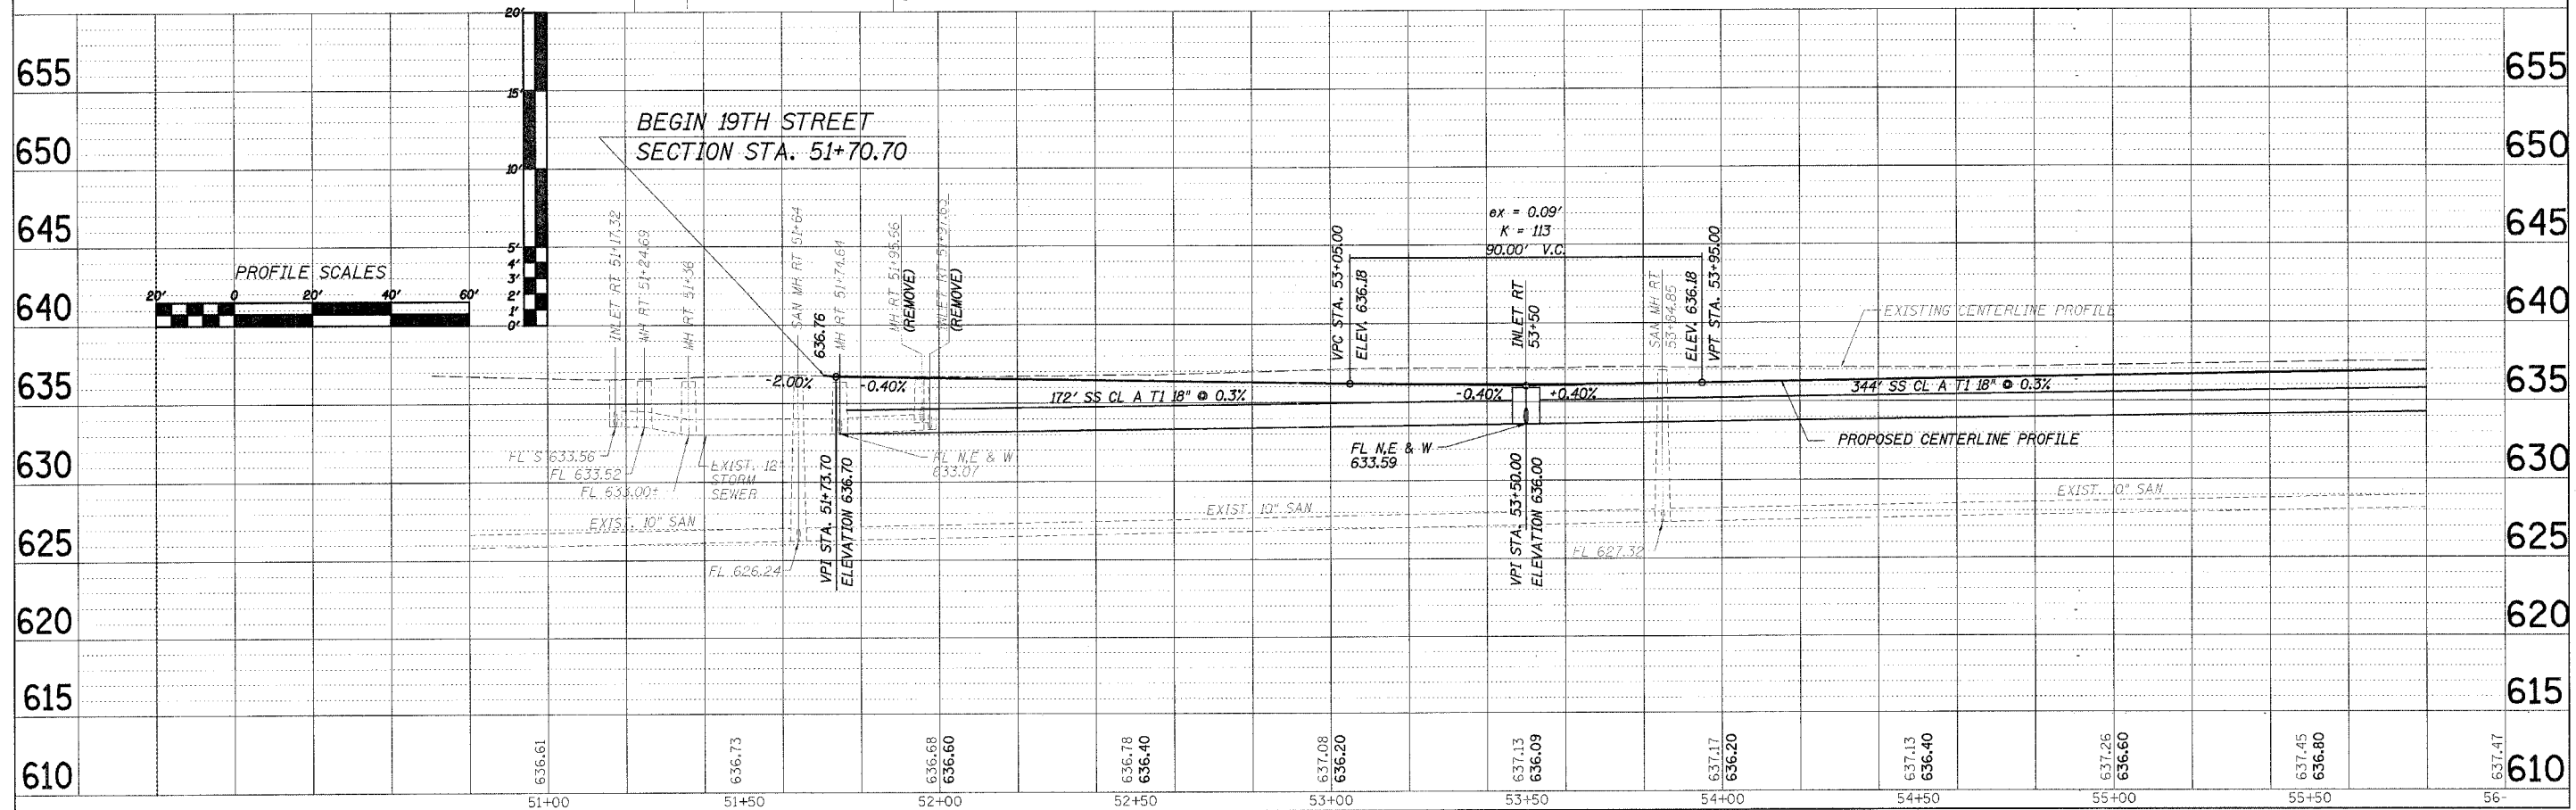 655
650
645
640
635
630
625
620
615
610
655
650
645
640
635
630
625
620
615
610
PROFILE SCALES
20' 0 20' 40' 60'
20'
15'
10'
5'
4'
3'
2'
1'
0'
BEGIN 19TH STREET
SECTION STA. 51+70.70
INLET RT 51+17.32
MH RT 51+24.69
MH RT 51+36
SAN MH RT 51+64
636.76
MH RT 51+74.64
MH RT 51+95.66
(REMOVE)
INLET RT
(REMOVE)
-2.00%
-0.40%
172' SS CL A T1 18" @ 0.3%
VPC STA. 53+05.00
ELEV. 636.18
ex = 0.09'
K = 113
90.00' V.C.
INLET RT
53+50
SAN MH RT
53+84.85
ELEV. 636.18
VPT STA. 53+95.00
EXISTING CENTERLINE PROFILE
-0.40%
+0.40%
344' SS CL A T1 18" @ 0.3%
PROPOSED CENTERLINE PROFILE
FL S 633.56
FL 633.52
FL 633.00±
EXIST. 12"
STORM
SEWER
FL N,E & W
633.07
FL N,E & W
633.59
EXIST. 10" SAN
EXIST. 10" SAN
EXIST. 10" SAN
FL 626.24
FL 627.32
VPI STA. 51+73.70
ELEVATION 636.70
VPI STA. 53+50.00
ELEVATION 636.00
636.61
636.73
636.68
636.60
636.78
636.40
637.08
636.20
637.13
636.09
637.17
636.20
637.13
636.40
637.26
636.60
637.45
636.80
637.47
51+00 51+50 52+00 52+50 53+00 53+50 54+00 54+50 55+00 55+50 56-